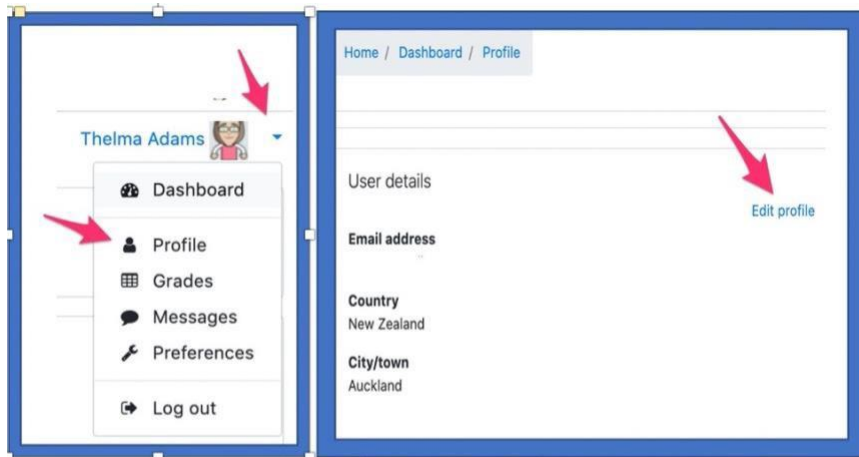 Thelma Adams
Dashboard
Profile
Grades
Messages
Preferences
Log out
Home / Dashboard / Profile
User details
Edit profile
Email address
Country
New Zealand
City/town
Auckland